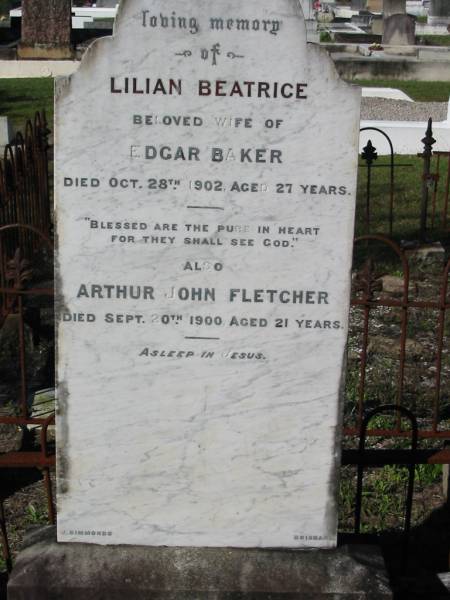 loving memory
of
LILIAN BEATRICE
BELOVED WIFE OF
EDGAR BAKER
DIED OCT. 28TH 1902, AGED 27 YEARS.
"BLESSED ARE THE PURE IN HEART
FOR THEY SHALL SEE GOD."
ALSO
ARTHUR JOHN FLETCHER
DIED SEPT. 20TH 1900 AGED 21 YEARS.
ASLEEP IN JESUS.
J. SIMMONDS BRISBANE